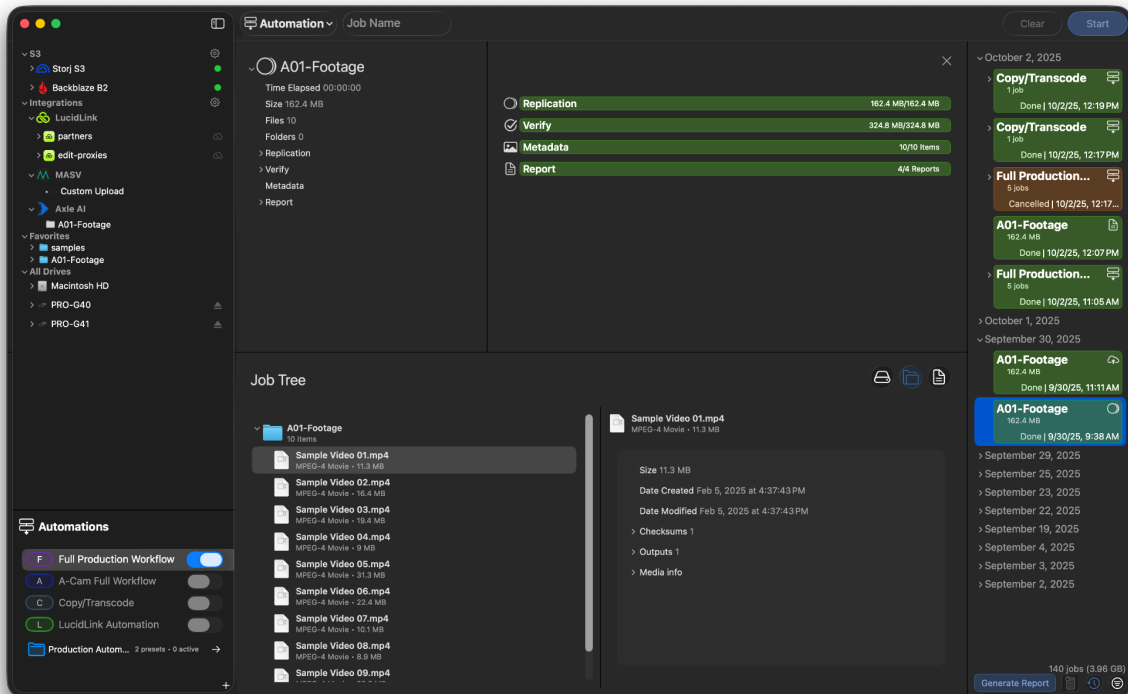 Automation
Job Name
Clear
Start
S3
Storj S3
Backblaze B2
Integrations
LucidLink
partners
edit-proxies
MASV
Custom Upload
Axle AI
A01-Footage
Favorites
samples
A01-Footage
All Drives
Macintosh HD
PRO-G40
PRO-G41
Automations
F Full Production Workflow
A A-Cam Full Workflow
C Copy/Transcode
L LucidLink Automation
Production Autom... 2 presets • 0 active
A01-Footage
Time Elapsed 00:00:00
Size 162.4 MB
Files 10
Folders 0
Replication
Verify
Metadata
Report
Replication 162.4 MB/162.4 MB
Verify 324.8 MB/324.8 MB
Metadata 10/10 Items
Report 4/4 Reports
Job Tree
A01-Footage
10 items
Sample Video 01.mp4
MPEG-4 Movie • 11.3 MB
Sample Video 02.mp4
MPEG-4 Movie • 16.4 MB
Sample Video 03.mp4
MPEG-4 Movie • 19.4 MB
Sample Video 04.mp4
MPEG-4 Movie • 9 MB
Sample Video 05.mp4
MPEG-4 Movie • 31.3 MB
Sample Video 06.mp4
MPEG-4 Movie • 22.4 MB
Sample Video 07.mp4
MPEG-4 Movie • 10.1 MB
Sample Video 08.mp4
MPEG-4 Movie • 8.9 MB
Sample Video 09.mp4
Sample Video 01.mp4
MPEG-4 Movie • 11.3 MB
Size 11.3 MB
Date Created Feb 5, 2025 at 4:37:43 PM
Date Modified Feb 5, 2025 at 4:37:43 PM
Checksums 1
Outputs 1
Media info
October 2, 2025
Copy/Transcode
1 job
Done | 10/2/25, 12:19 PM
Copy/Transcode
1 job
Done | 10/2/25, 12:17 PM
Full Production...
5 jobs
Cancelled | 10/2/25, 12:17...
A01-Footage
162.4 MB
Done | 10/2/25, 12:07 PM
Full Production...
5 jobs
Done | 10/2/25, 11:05 AM
October 1, 2025
September 30, 2025
A01-Footage
162.4 MB
Done | 9/30/25, 11:11 AM
A01-Footage
162.4 MB
Done | 9/30/25, 9:38 AM
September 29, 2025
September 25, 2025
September 23, 2025
September 22, 2025
September 19, 2025
September 4, 2025
September 3, 2025
September 2, 2025
140 jobs (3.96 GB)
Generate Report